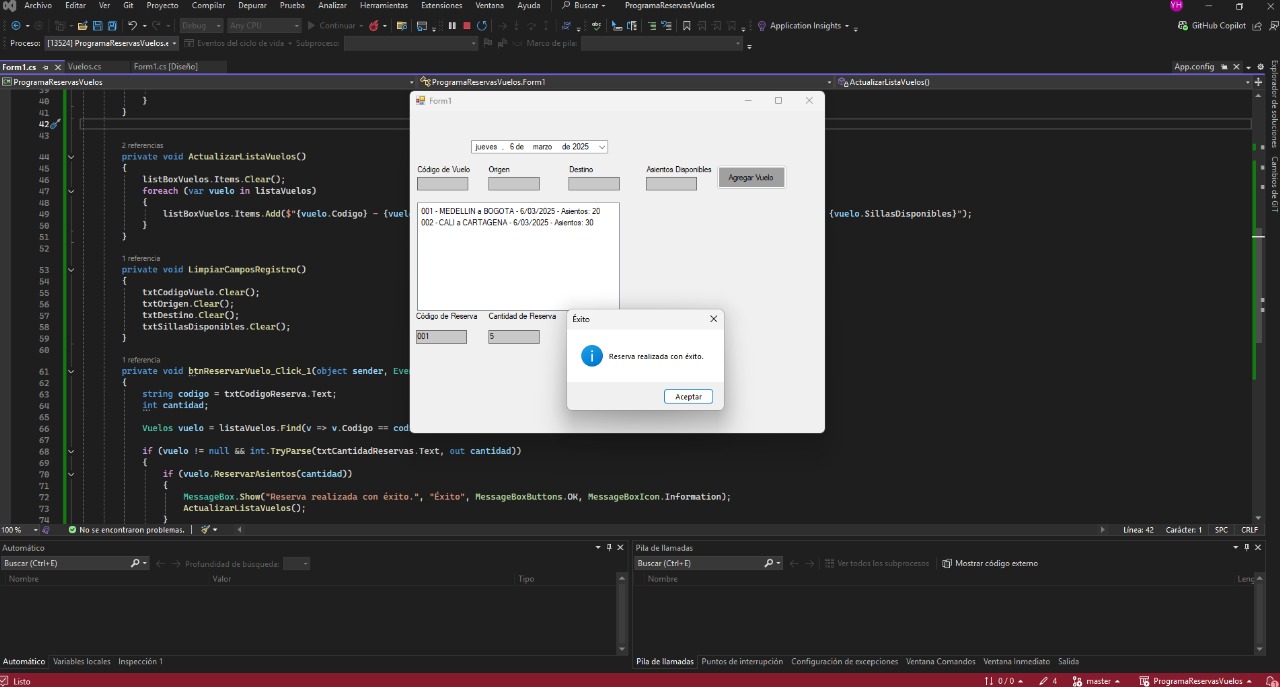 Archivo Editar Ver Git Proyecto Compilar Depurar Prueba Analizar Herramientas Extensiones Ventana Ayuda Buscar ProgramaReservasVuelos YH
Debug Any CPU Continuar Application Insights GitHub Copilot
Proceso: [13524] ProgramaReservasVuelos.e Eventos del ciclo de vida Subproceso: Marco de pila:
Form1.cs Vuelos.cs Form1.cs [Diseño] App.config
ProgramaReservasVuelos ProgramaReservasVuelos.Form1 ActualizarListaVuelos()
Explorador de soluciones
Cambios de GIT
39
40 }
41 }
42
43
2 referencias
44 private void ActualizarListaVuelos()
45 {
46 listBoxVuelos.Items.Clear();
47 foreach (var vuelo in listaVuelos)
48 {
49 listBoxVuelos.Items.Add($"{vuelo.Codigo} - {vuelo {vuelo.SillasDisponibles}");
50 }
51 }
52
1 referencia
53 private void LimpiarCamposRegistro()
54 {
55 txtCodigoVuelo.Clear();
56 txtOrigen.Clear();
57 txtDestino.Clear();
58 txtSillasDisponibles.Clear();
59 }
60
1 referencia
61 private void btnReservarVuelo_Click_1(object sender, Eve
62 {
63 string codigo = txtCodigoReserva.Text;
64 int cantidad;
65
66 Vuelos vuelo = listaVuelos.Find(v => v.Codigo == cod
67
68 if (vuelo != null && int.TryParse(txtCantidadReservas.Text, out cantidad))
69 {
70 if (vuelo.ReservarAsientos(cantidad))
71 {
72 MessageBox.Show("Reserva realizada con éxito.", "Éxito", MessageBoxButtons.OK, MessageBoxIcon.Information);
73 ActualizarListaVuelos();
74 }
Form1
jueves , 6 de marzo de 2025
Código de Vuelo Origen Destino Asientos Disponibles
Agregar Vuelo
001 - MEDELLIN a BOGOTA - 6/03/2025 - Asientos: 20
002 - CALI a CARTAGENA - 6/03/2025 - Asientos: 30
Código de Reserva Cantidad de Reserva
001 5
Éxito
Reserva realizada con éxito.
Aceptar
100 % No se encontraron problemas. Línea: 42 Carácter: 1 SPC CRLF
Automático
Buscar (Ctrl+E) Profundidad de búsqueda:
Nombre Valor Tipo
Pila de llamadas
Buscar (Ctrl+E) Ver todos los subprocesos Mostrar código externo
Nombre Leng
Automático Variables locales Inspección 1
Pila de llamadas Puntos de interrupción Configuración de excepciones Ventana Comandos Ventana Inmediato Salida
Listo 0 / 0 4 master ProgramaReservasVuelos 1